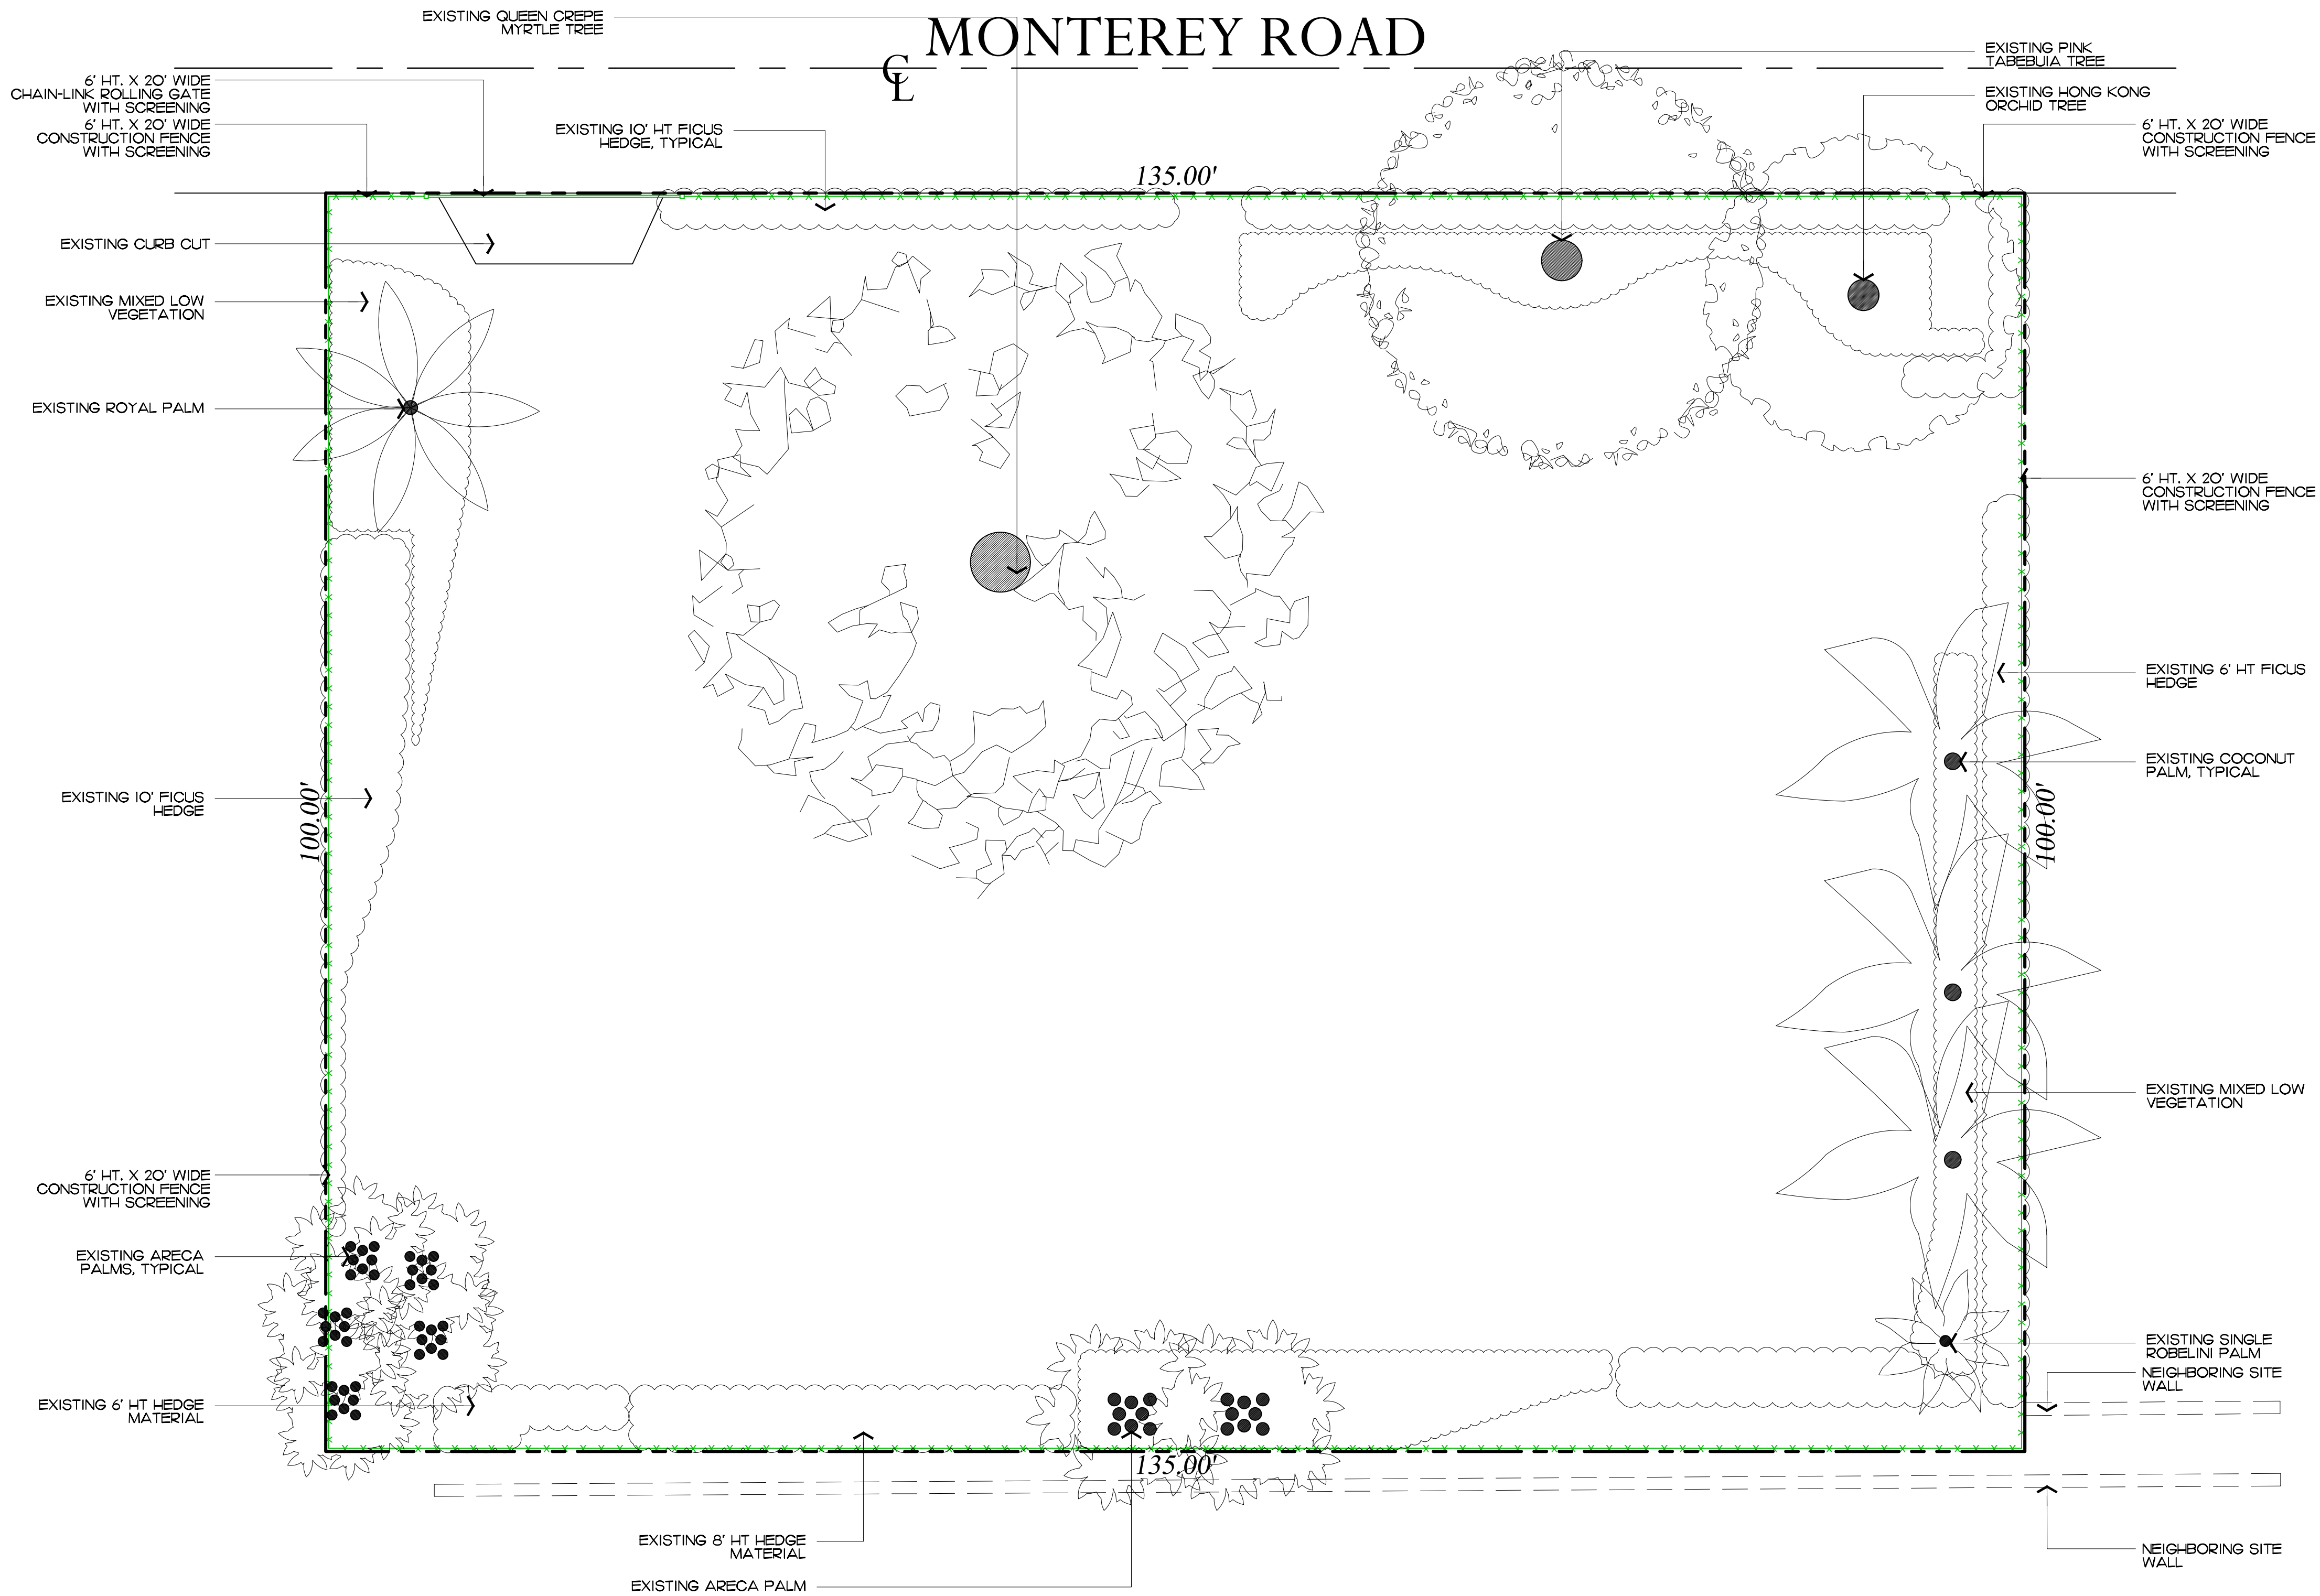 EXISTING QUEEN CREPE
MYRTLE TREE
MONTEREY ROAD
CL
EXISTING PINK
TABEBUIA TREE
6' HT. X 20' WIDE
CHAIN-LINK ROLLING GATE
WITH SCREENING
EXISTING HONG KONG
ORCHID TREE
6' HT. X 20' WIDE
CONSTRUCTION FENCE
WITH SCREENING
EXISTING 10' HT FICUS
HEDGE, TYPICAL
6' HT. X 20' WIDE
CONSTRUCTION FENCE
WITH SCREENING
135.00'
EXISTING CURB CUT
EXISTING MIXED LOW
VEGETATION
EXISTING ROYAL PALM
6' HT. X 20' WIDE
CONSTRUCTION FENCE
WITH SCREENING
EXISTING 6' HT FICUS
HEDGE
EXISTING COCONUT
PALM, TYPICAL
EXISTING 10' FICUS
HEDGE
100.00'
100.00'
EXISTING MIXED LOW
VEGETATION
6' HT. X 20' WIDE
CONSTRUCTION FENCE
WITH SCREENING
EXISTING ARECA
PALMS, TYPICAL
EXISTING SINGLE
ROBELINI PALM
NEIGHBORING SITE
WALL
EXISTING 6' HT HEDGE
MATERIAL
135.00'
EXISTING 8' HT HEDGE
MATERIAL
NEIGHBORING SITE
WALL
EXISTING ARECA PALM